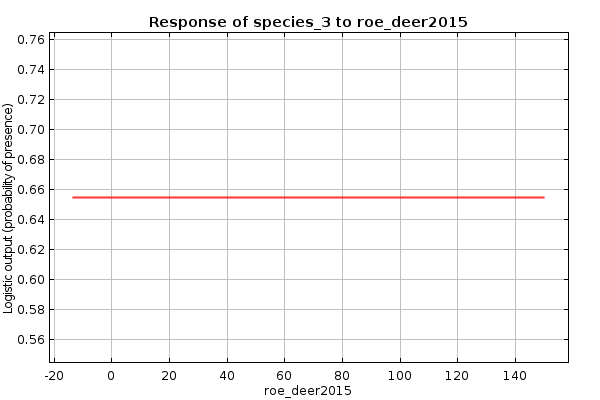 Response of species_3 to roe_deer2015
Logistic output (probability of presence)
0.76
0.74
0.72
0.70
0.68
0.66
0.64
0.62
0.60
0.58
0.56
-20 0 20 40 60 80 100 120 140
roe_deer2015